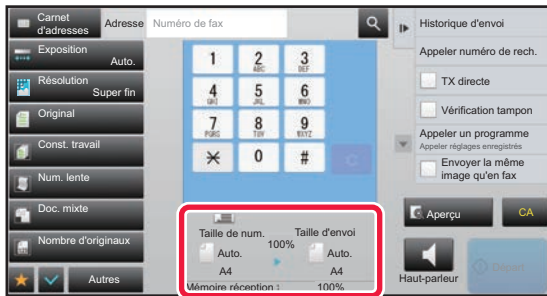 Carnet
d'adresses
Adresse
Numéro de fax
Exposition
Auto.
Résolution
Super fin
Original
Const. travail
Num. lente
Doc. mixte
Nombre d'originaux
Autres
1
2
ABC
3
DEF
4
GHI
5
JKL
6
MNO
7
PQRS
8
TUV
9
WXYZ
0
#
C
Taille de num.
100%
Taille d'envoi
Auto.
Auto.
A4
A4
Mémoire réception :
100%
Historique d'envoi
Appeler numéro de rech.
TX directe
Vérification tampon
Appeler un programme
Appeler réglages enregistrés
Envoyer la même
image qu'en fax
Aperçu
CA
Haut-parleur
Départ